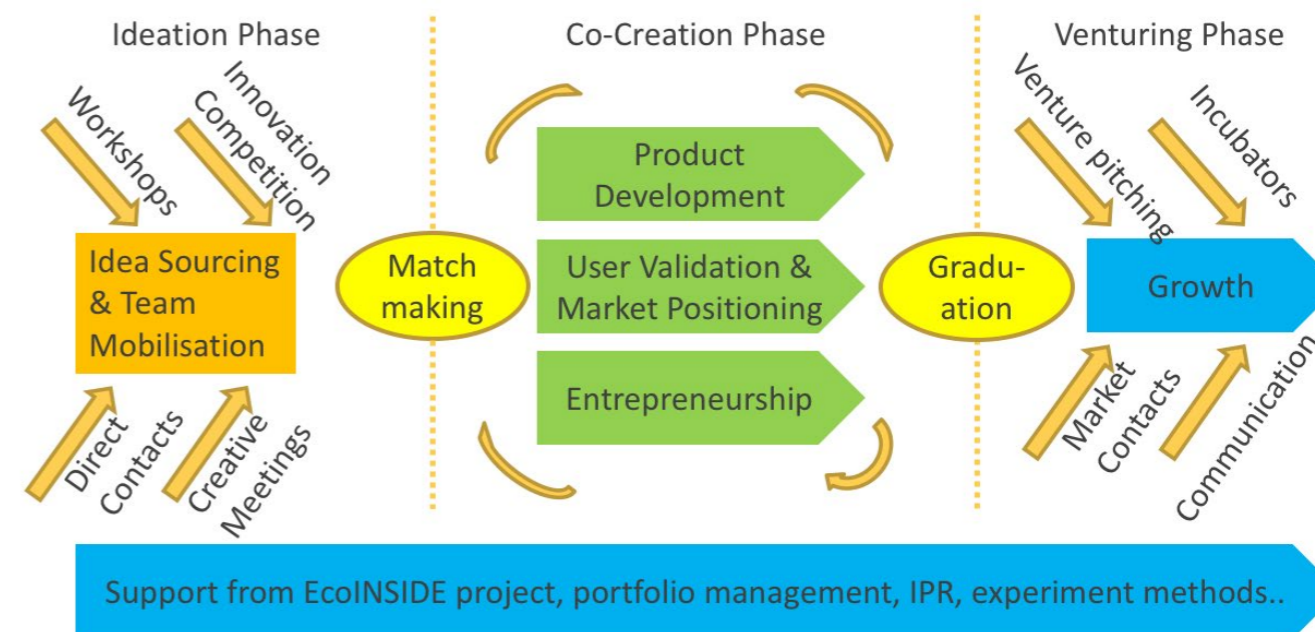 Ideation Phase
Co-Creation Phase
Venturing Phase
Workshops
Innovation
Competition
Idea Sourcing
& Team
Mobilisation
Direct
Contacts
Creative
Meetings
Match
making
Product
Development
User Validation &
Market Positioning
Entrepreneurship
Gradu-
ation
Venture pitching
Incubators
Growth
Market
Contacts
Communication
Support from EcoINSIDE project, portfolio management, IPR, experiment methods..